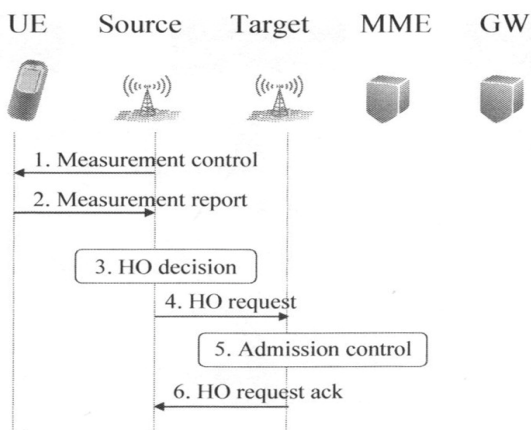 UE Source Target MME GW
1. Measurement control
2. Measurement report
3. HO decision
4. HO request
5. Admission control
6. HO request ack